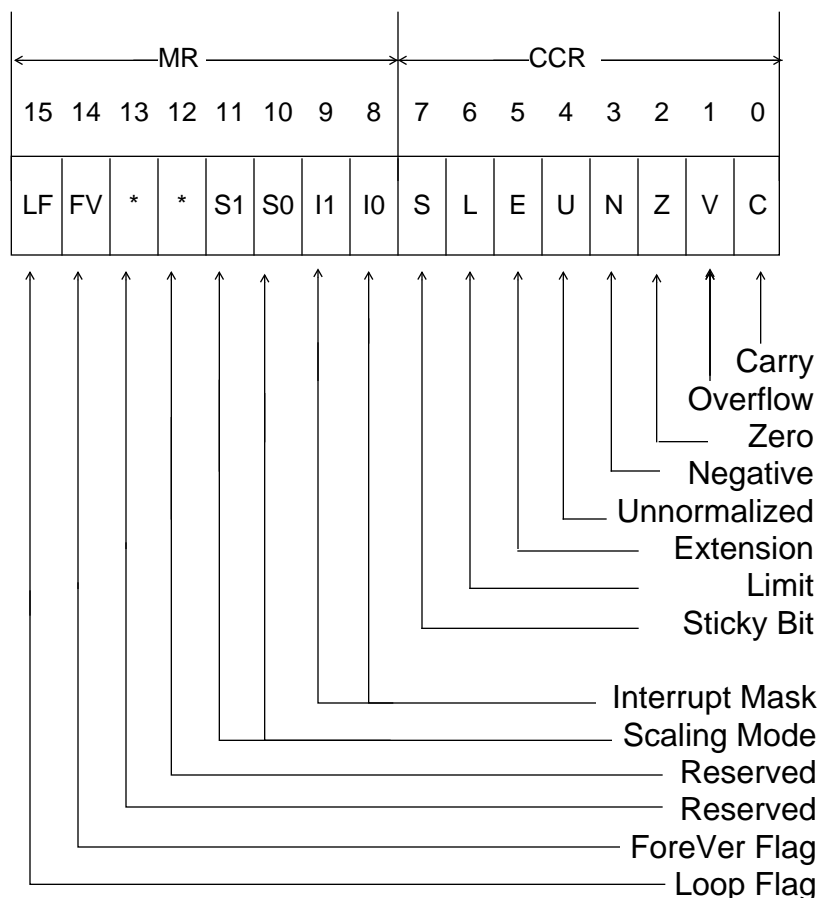 MR CCR
15 14 13 12 11 10 9 8 7 6 5 4 3 2 1 0
LF FV * * S1 S0 I1 I0 S L E U N Z V C
Carry
Overflow
Zero
Negative
Unnormalized
Extension
Limit
Sticky Bit
Interrupt Mask
Scaling Mode
Reserved
Reserved
ForeVer Flag
Loop Flag